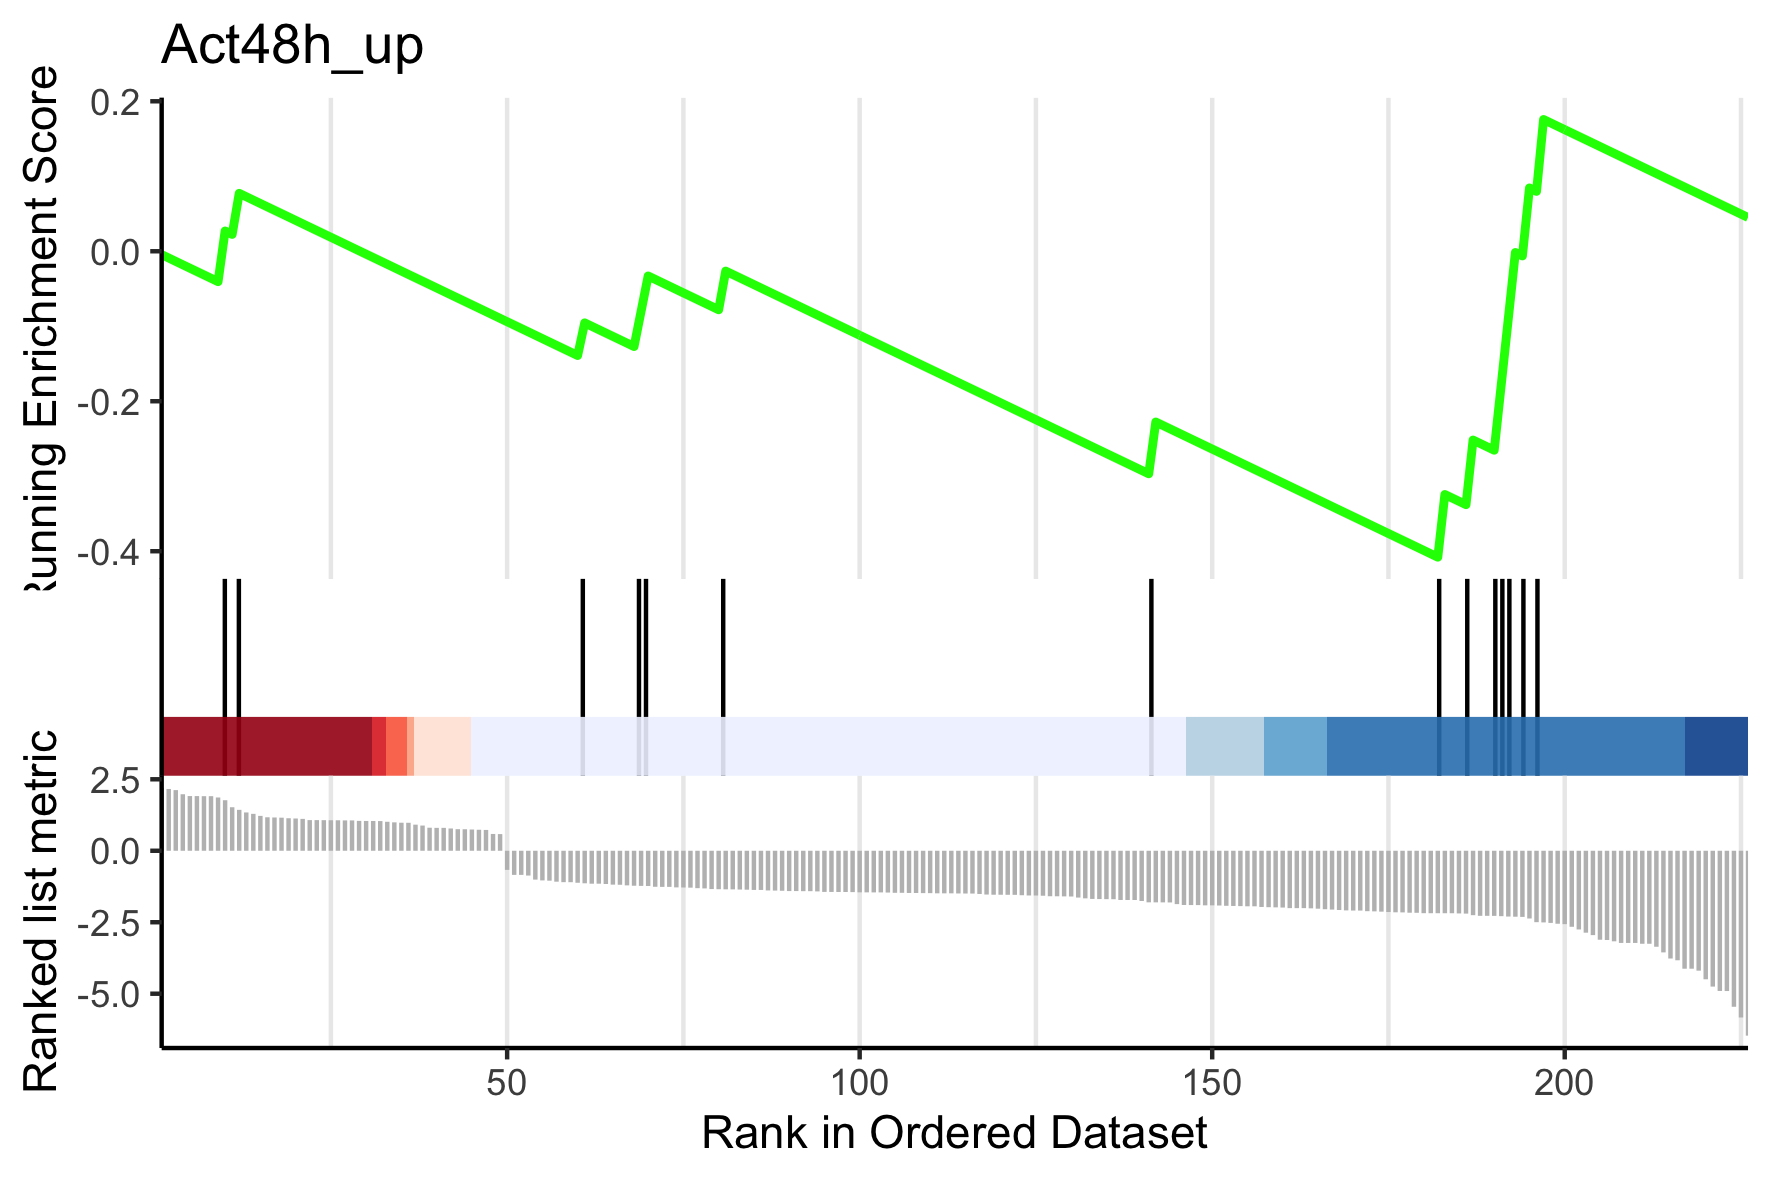 Act48h_up
Running Enrichment Score
0.2
0.0
-0.2
-0.4
Ranked list metric
2.5
0.0
-2.5
-5.0
50 100 150 200
Rank in Ordered Dataset